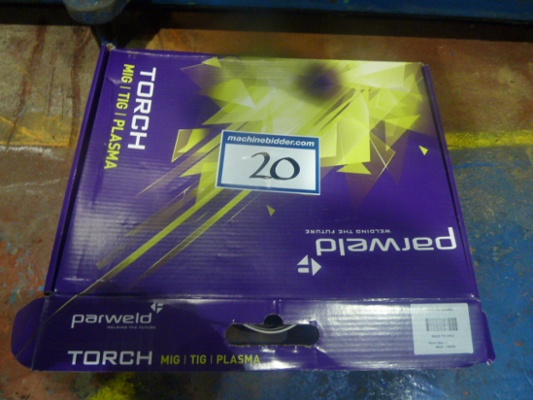 TORCH
MIG | TIG | PLASMA
machinebidder.com
20
parweld
WELDING THE FUTURE
parweld
WELDING THE FUTURE
TORCH MIG | TIG | PLASMA